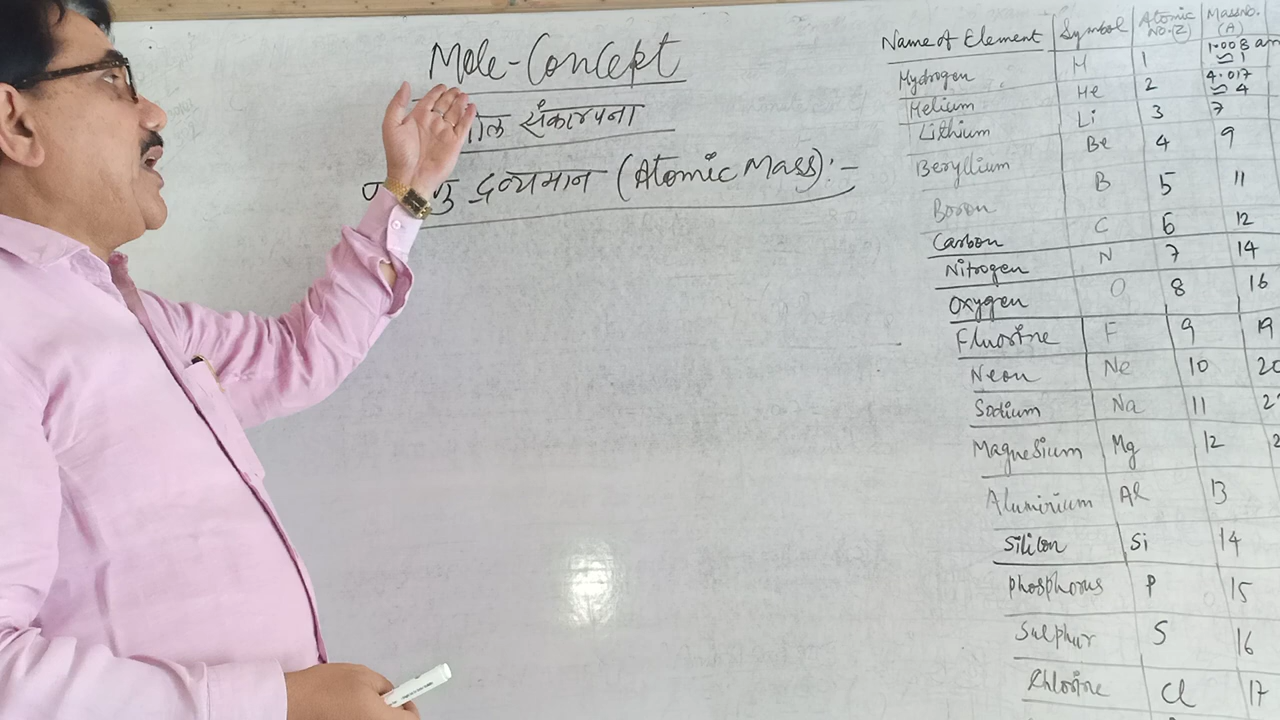 Mole-Concept
संकल्पना
द्रव्यमान (Atomic Mass):-
Name of Element Symbol Atomic No.(Z) Mass No. (A)
Hydrogen H 1 1.008 am ≃ 1
Helium He 2 4.017 ≃ 4
Lithium Li 3 7
Beryllium Be 4 9
Boron B 5 11
Carbon C 6 12
Nitrogen N 7 14
Oxygen O 8 16
Fluorine F 9 19
Neon Ne 10 20
Sodium Na 11 2
Magnesium Mg 12 2
Aluminium Al 13
Silicon Si 14
Phosphorus P 15
Sulphur S 16
Chlorine Cl 17